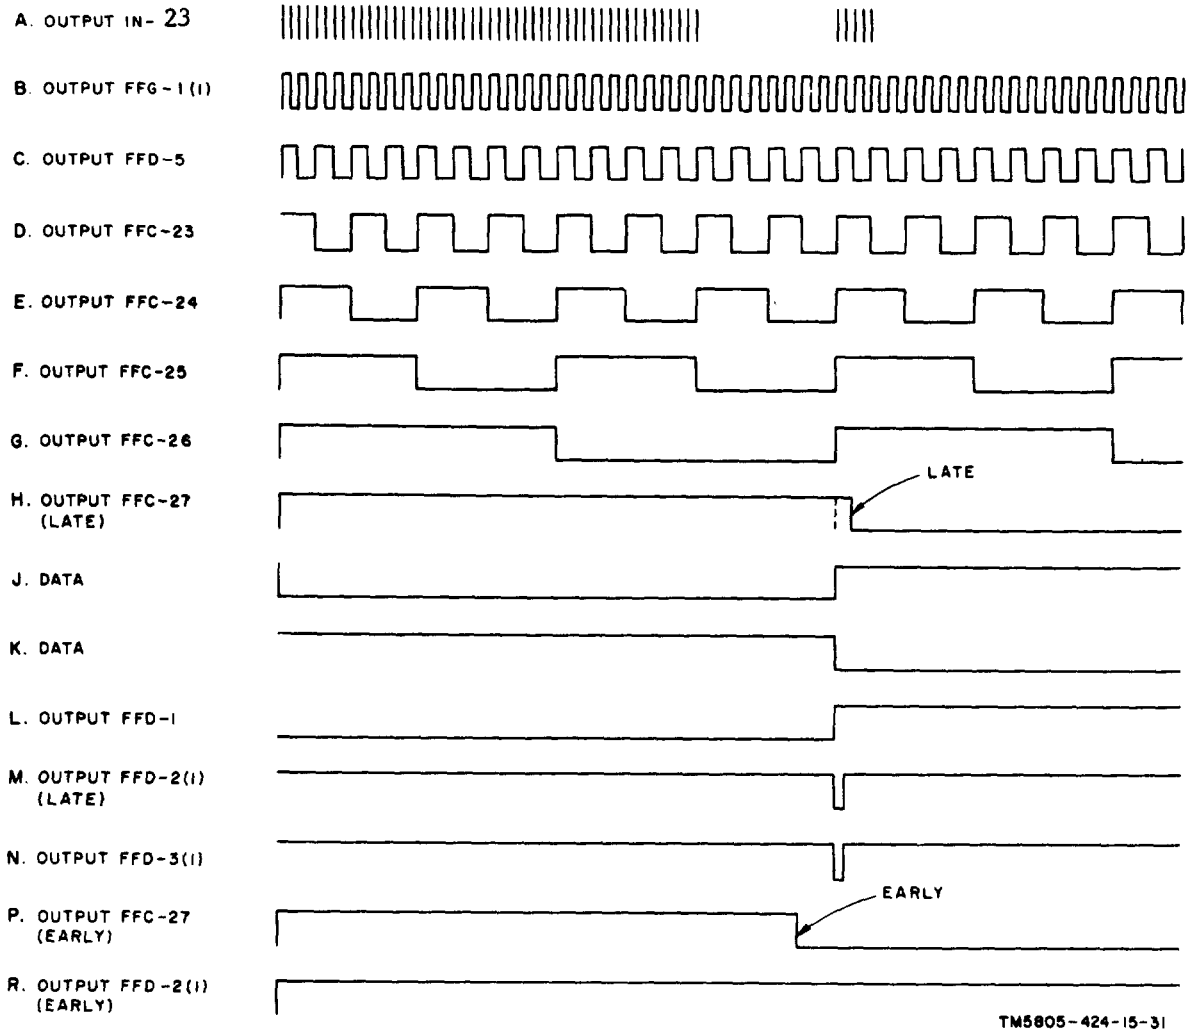 A. OUTPUT IN- 23
B. OUTPUT FFG-1(1)
C. OUTPUT FFD-5
D. OUTPUT FFC-23
E. OUTPUT FFC-24
F. OUTPUT FFC-25
G. OUTPUT FFC-26
LATE
H. OUTPUT FFC-27
(LATE)
J. DATA
K. DATA
L. OUTPUT FFD-1
M. OUTPUT FFD-2(1)
(LATE)
N. OUTPUT FFD-3(1)
EARLY
P. OUTPUT FFC-27
(EARLY)
R. OUTPUT FFD-2(1)
(EARLY)
TM5805-424-15-31